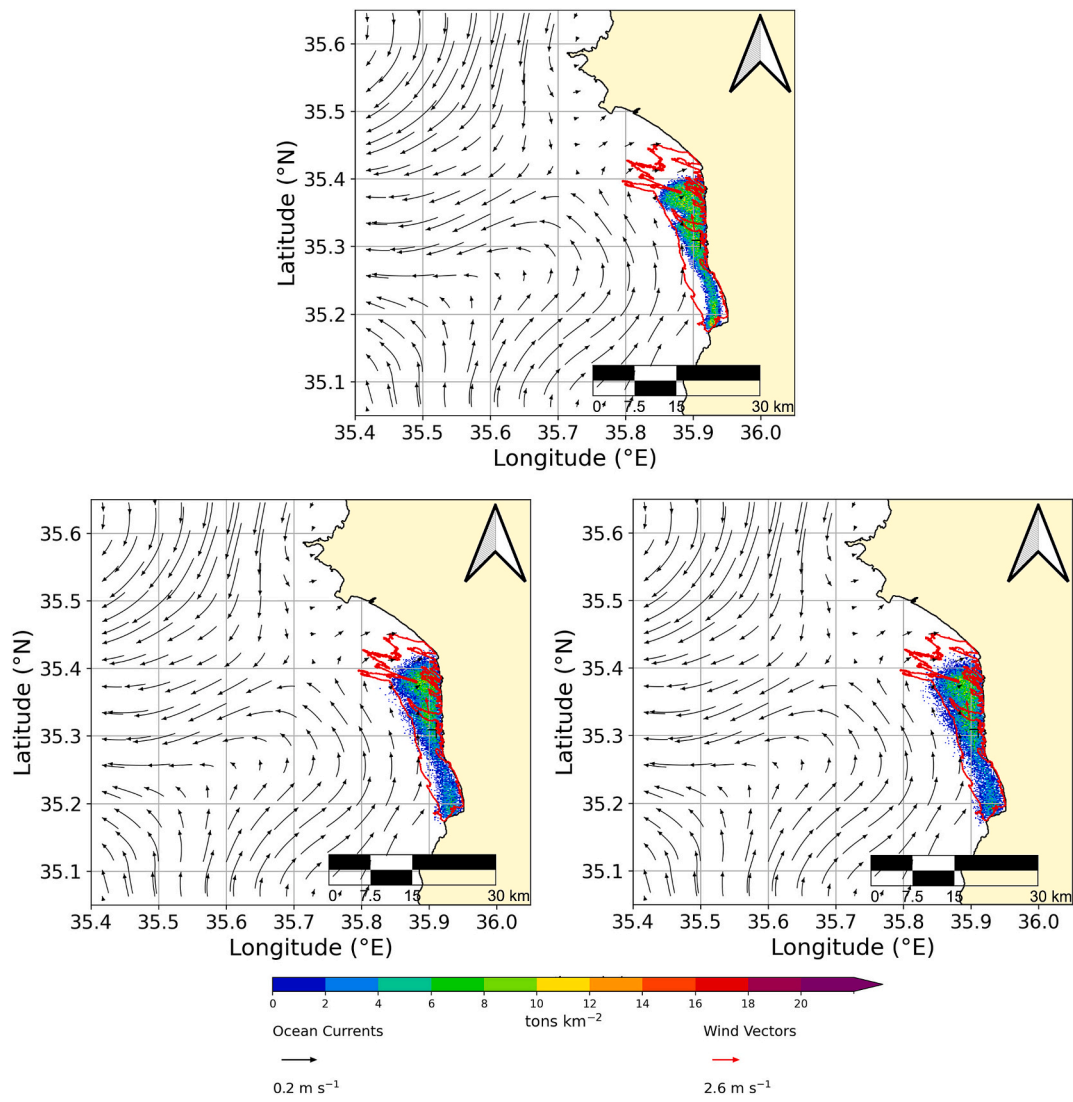 35.6
35.5
35.4
35.3
35.2
35.1
Latitude (°N)
0 7.5 15 30 km
35.4 35.5 35.6 35.7 35.8 35.9 36.0
Longitude (°E)
35.6
35.5
35.4
35.3
35.2
35.1
Latitude (°N)
0 7.5 15 30 km
35.4 35.5 35.6 35.7 35.8 35.9 36.0
Longitude (°E)
35.6
35.5
35.4
35.3
35.2
35.1
Latitude (°N)
0 7.5 15 30 km
35.4 35.5 35.6 35.7 35.8 35.9 36.0
Longitude (°E)
0 2 4 6 8 10 12 14 16 18 20
tons km⁻²
Ocean Currents
0.2 m s⁻¹
Wind Vectors
2.6 m s⁻¹